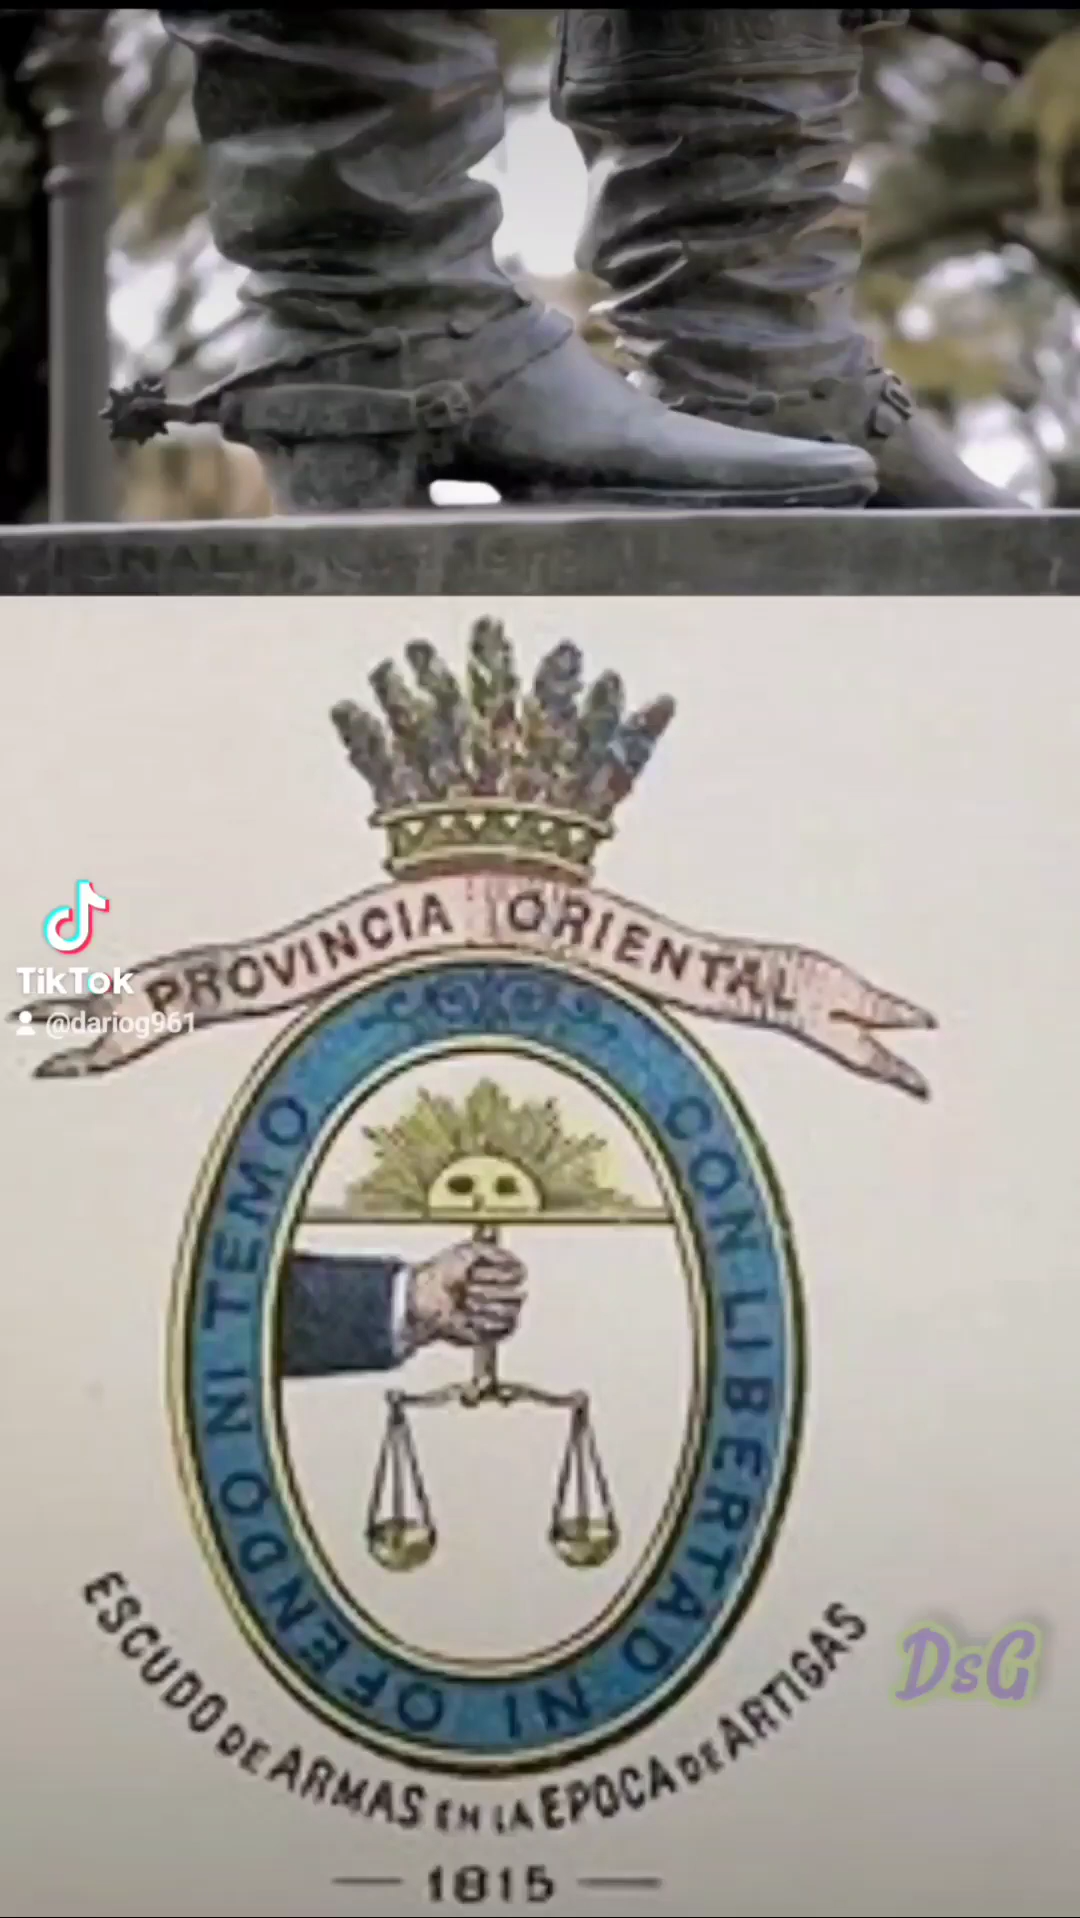 PROVINCIA ORIENTAL
TikTok
@dariog961
CON LIBERTAD NI OFENDO NI TEMO
DsG
ESCUDO DE ARMAS EN LA EPOCA DE ARTIGAS
— 1815 —